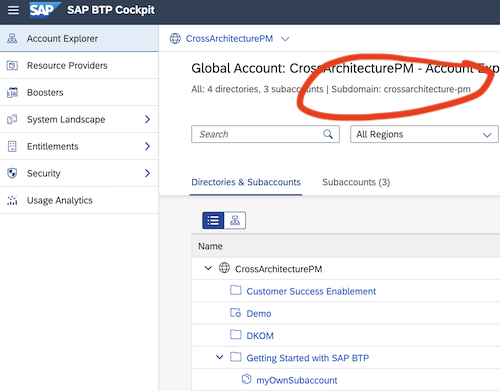 SAP SAP BTP Cockpit
Account Explorer
Resource Providers
Boosters
System Landscape
Entitlements
Security
Usage Analytics
CrossArchitecturePM
Global Account: CrossArchitecturePM - Account Exp
All: 4 directories, 3 subaccounts | Subdomain: crossarchitecture-pm
Search
All Regions
Directories & Subaccounts
Subaccounts (3)
Name
CrossArchitecturePM
Customer Success Enablement
Demo
DKOM
Getting Started with SAP BTP
myOwnSubaccount